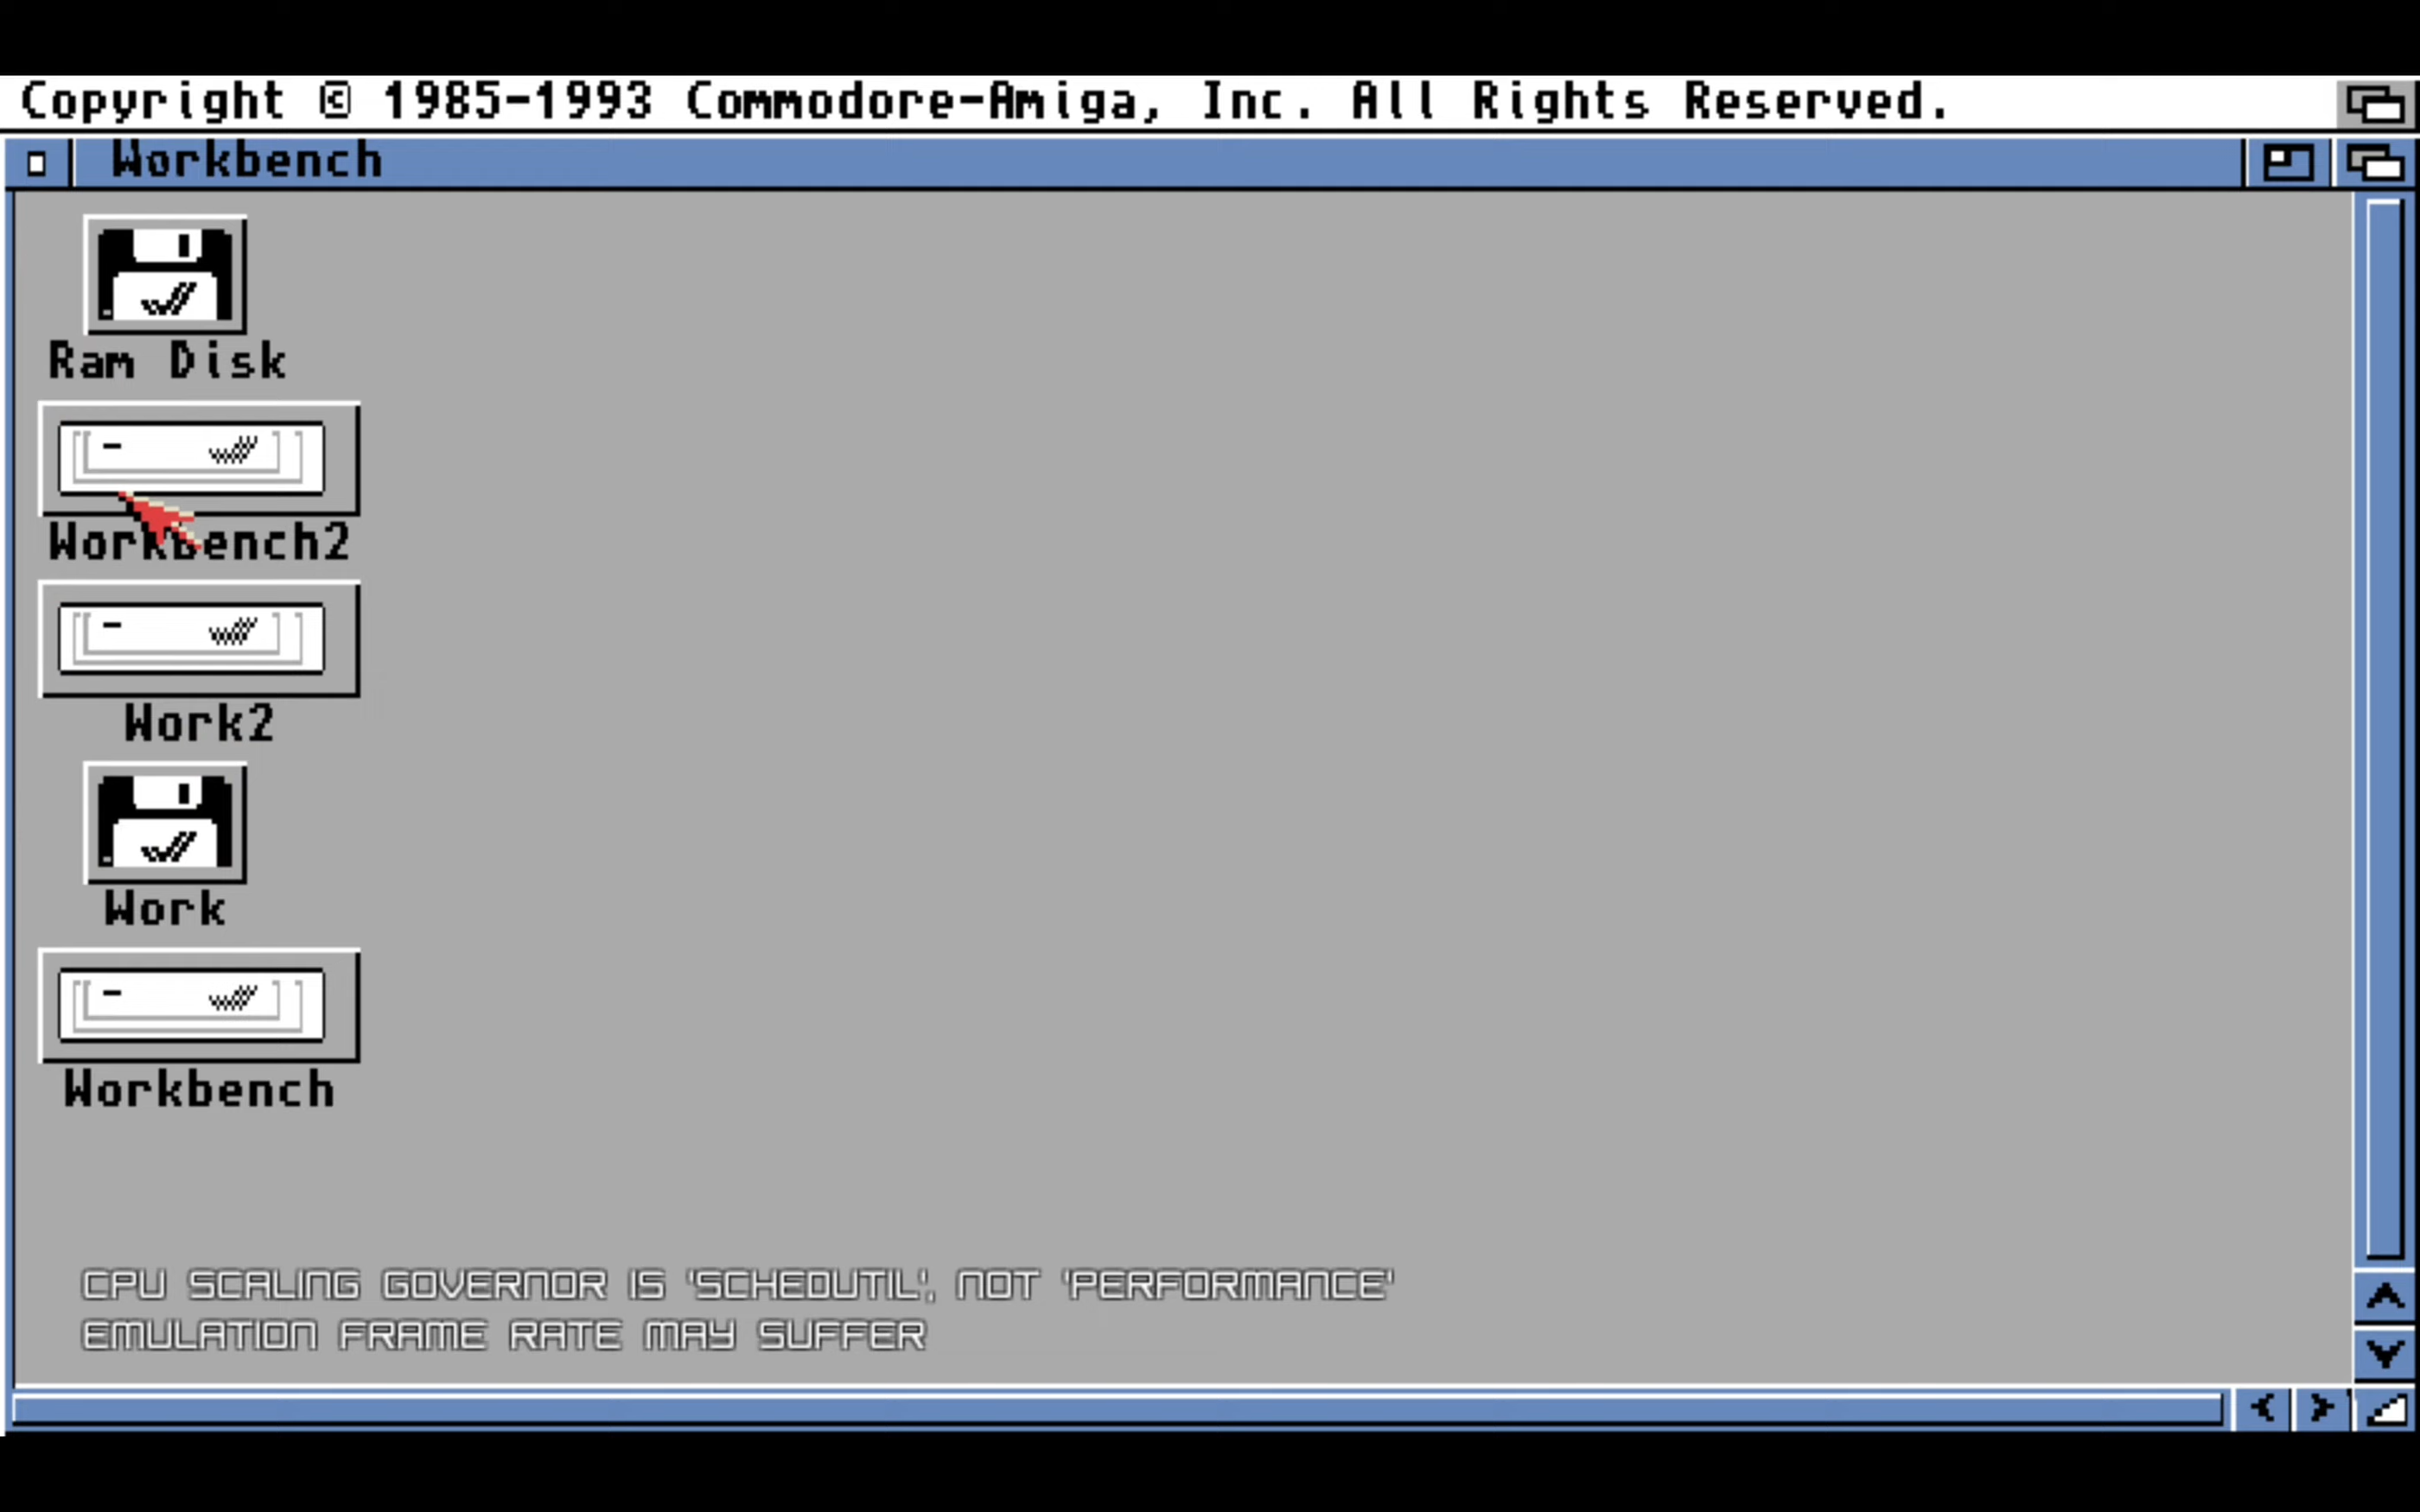 Copyright © 1985-1993 Commodore-Amiga, Inc. All Rights Reserved.
Workbench
Ram Disk
Workbench2
Work2
Work
Workbench
CPU SCALING GOVERNOR IS 'SCHEDUTIL', NOT 'PERFORMANCE'
EMULATION FRAME RATE MAY SUFFER